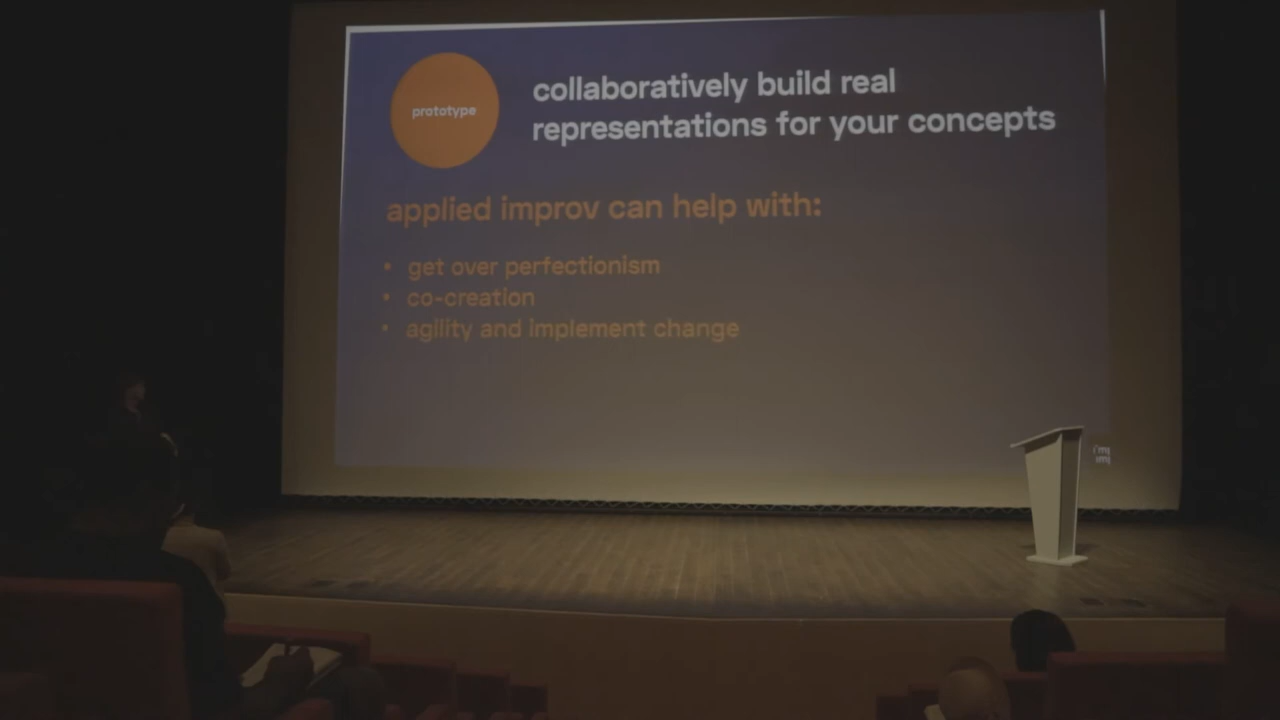 prototype
collaboratively build real
representations for your concepts
applied improv can help with:
• get over perfectionism
• co-creation
• agility and implement change